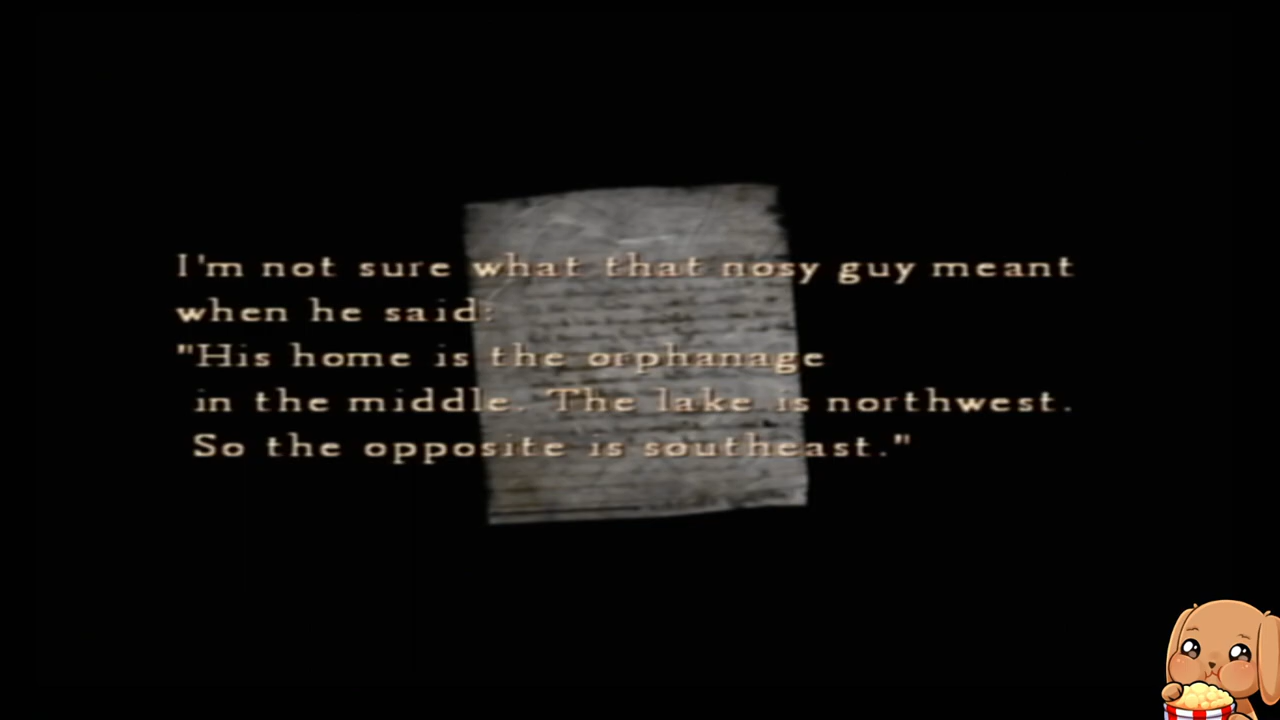 I'm not sure what that nosy guy meant
when he said:
"His home is the orphanage
in the middle. The lake is northwest.
So the opposite is southeast."